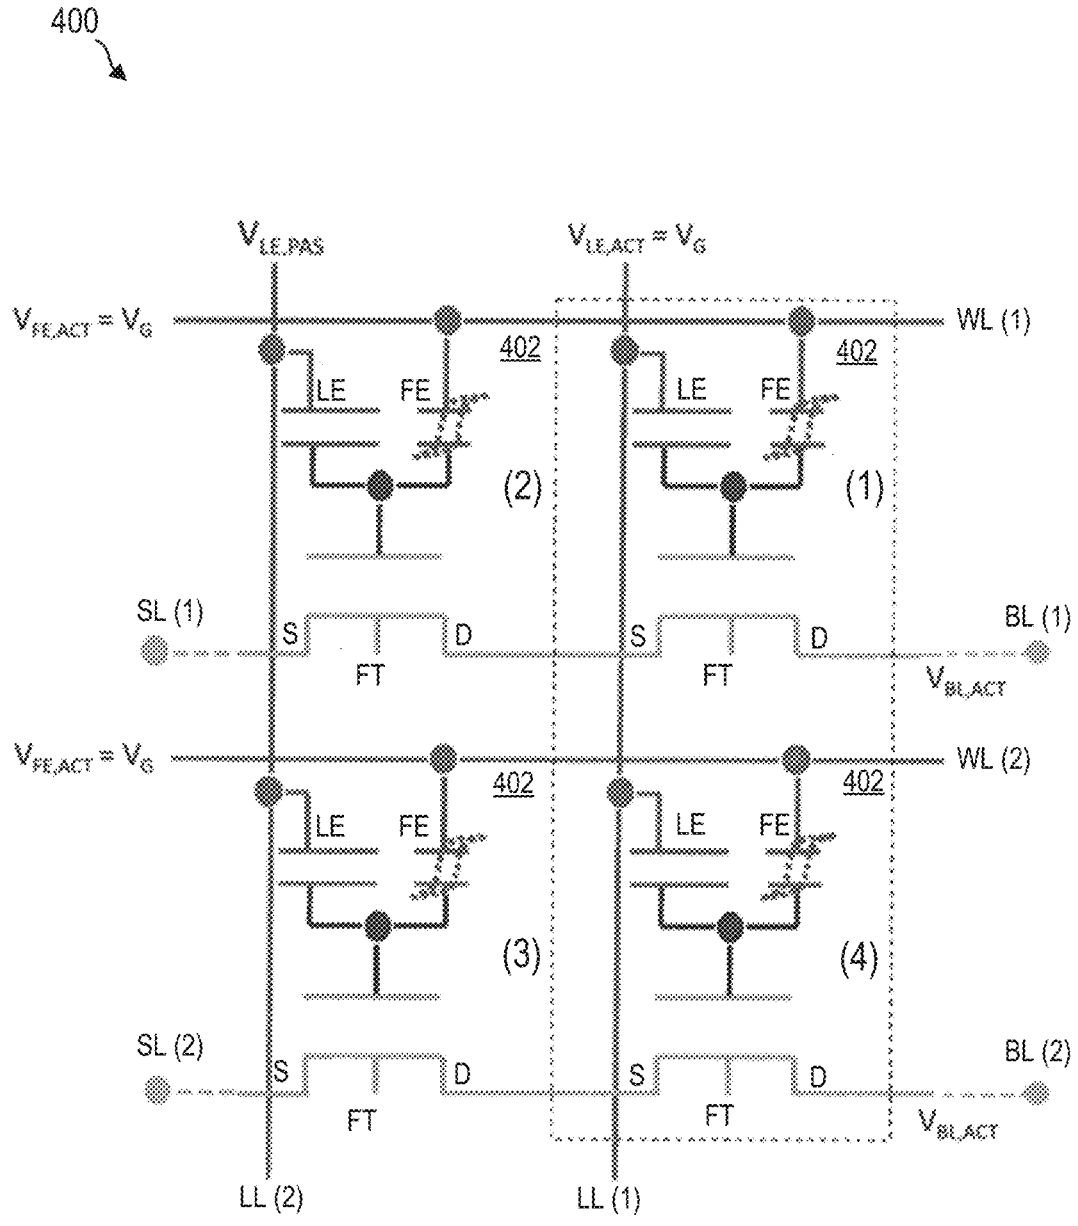 400
V_LE,PAS V_LE,ACT = V_G
V_FE,ACT = V_G WL (1)
402 402
LE FE LE FE
(2) (1)
SL (1) S D S D BL (1)
FT FT V_BL,ACT
V_FE,ACT = V_G WL (2)
402 402
LE FE LE FE
(3) (4)
SL (2) S D S D BL (2)
FT FT V_BL,ACT
LL (2) LL (1)